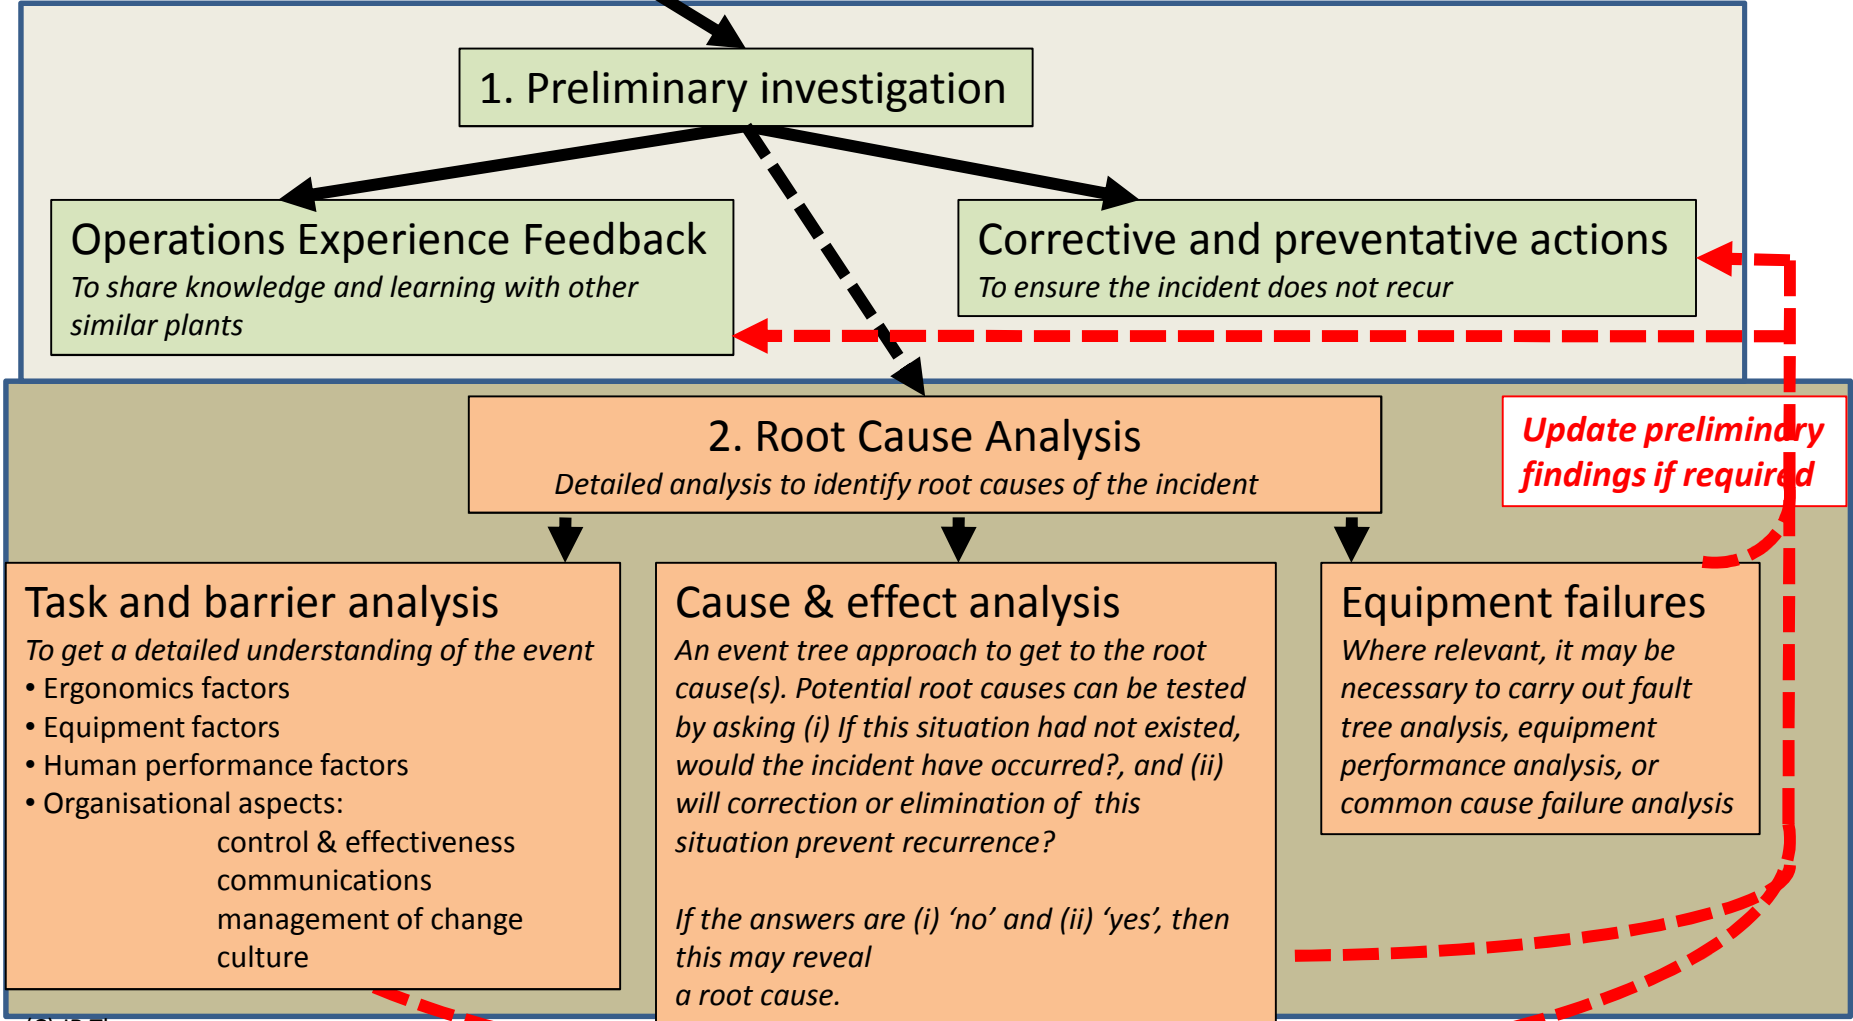 1. Preliminary investigation
Operations Experience Feedback
To share knowledge and learning with other
similar plants
Corrective and preventative actions
To ensure the incident does not recur
2. Root Cause Analysis
Detailed analysis to identify root causes of the incident
Update preliminary
findings if required
Task and barrier analysis
To get a detailed understanding of the event
• Ergonomics factors
• Equipment factors
• Human performance factors
• Organisational aspects:
control & effectiveness
communications
management of change
culture
Cause & effect analysis
An event tree approach to get to the root
cause(s). Potential root causes can be tested
by asking (i) If this situation had not existed,
would the incident have occurred?, and (ii)
will correction or elimination of this
situation prevent recurrence?
If the answers are (i) ‘no’ and (ii) ‘yes’, then
this may reveal
a root cause.
Equipment failures
Where relevant, it may be
necessary to carry out fault
tree analysis, equipment
performance analysis, or
common cause failure analysis